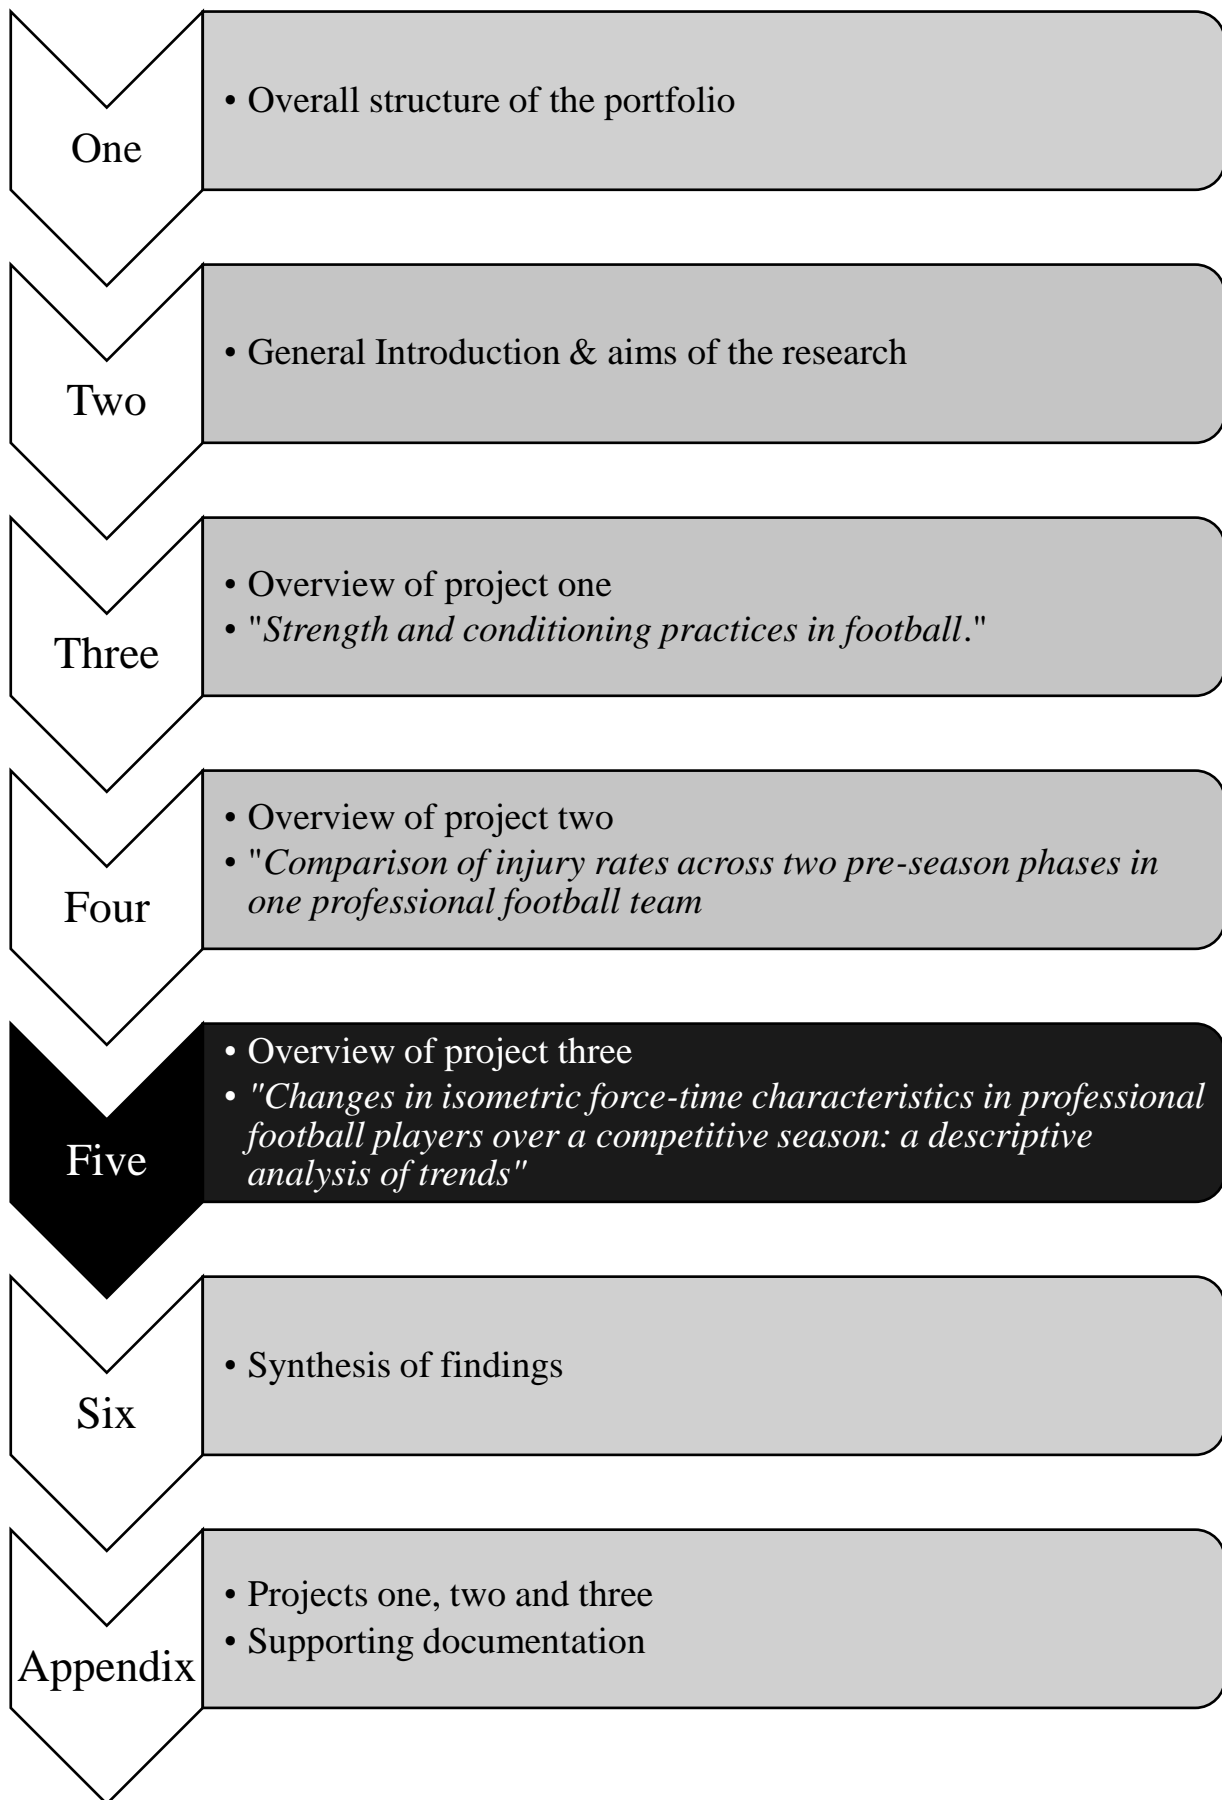 One
• Overall structure of the portfolio
Two
• General Introduction & aims of the research
Three
• Overview of project one
• "Strength and conditioning practices in football."
Four
• Overview of project two
• "Comparison of injury rates across two pre-season phases in
one professional football team
Five
• Overview of project three
• "Changes in isometric force-time characteristics in professional
football players over a competitive season: a descriptive
analysis of trends"
Six
• Synthesis of findings
Appendix
• Projects one, two and three
• Supporting documentation